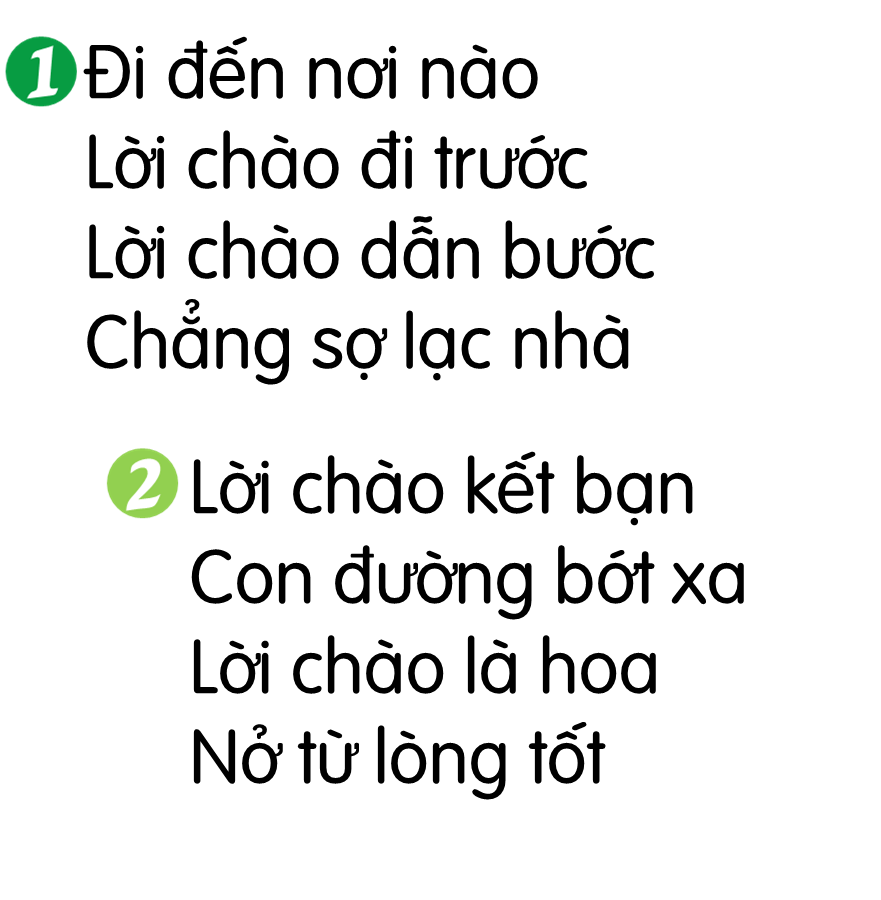 1 Đi đến nơi nào
Lời chào đi trước
Lời chào dẫn bước
Chẳng sợ lạc nhà
2 Lời chào kết bạn
Con đường bớt xa
Lời chào là hoa
Nở từ lòng tốt